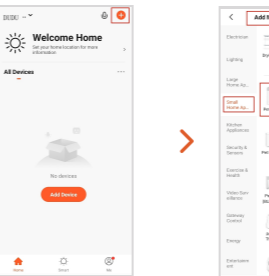 DUDU
Welcome Home
Set your home location for more
information
All Devices
No devices
Add Device
Home
Smart
Me
Add
Electrician
Lighting
Large
Home Ap...
Small
Home Ap...
Kitchen
Appliances
Security &
Sensors
Exercise &
Health
Video Surv-
eillance
Gateway
Control
Energy
Entertainm
ent